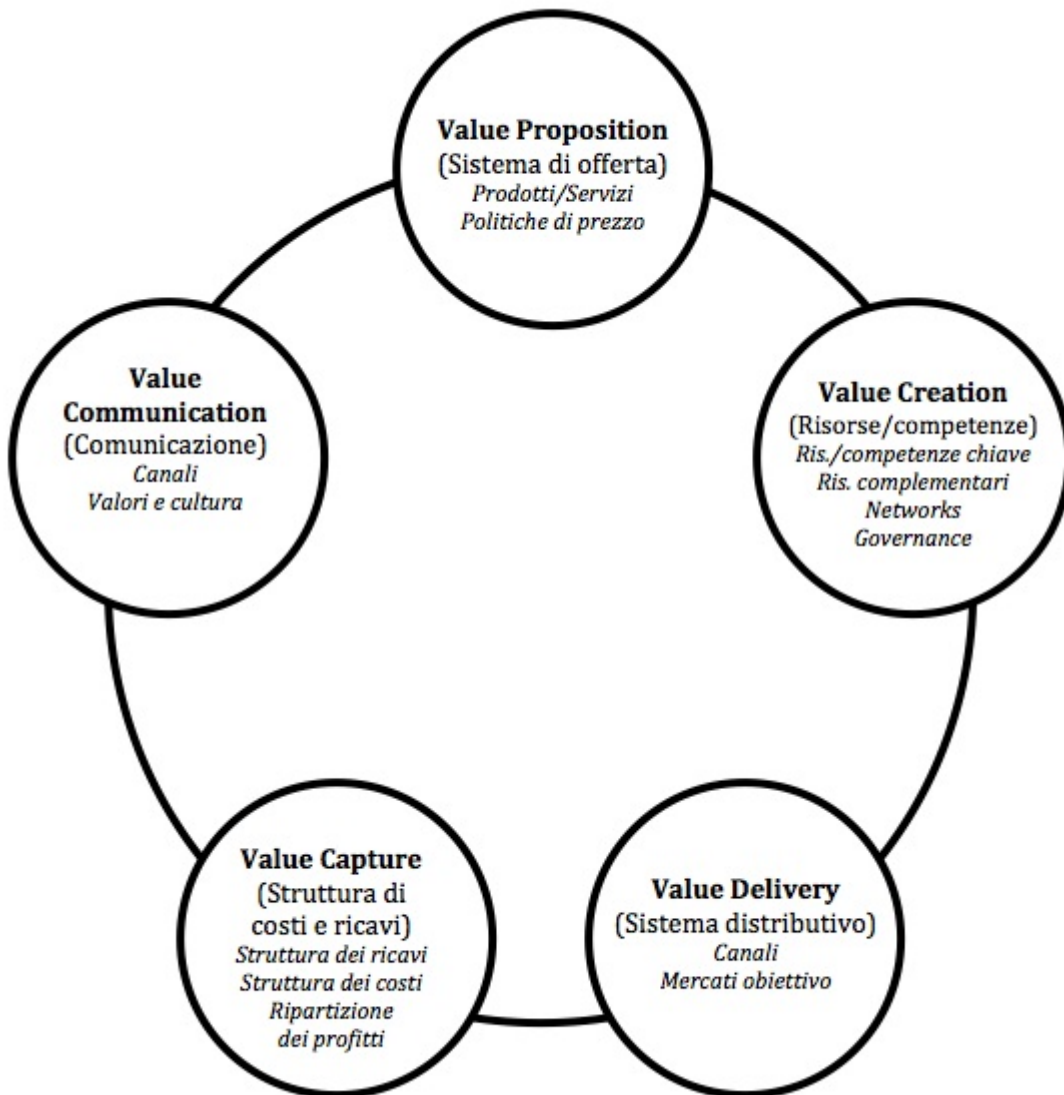 Value Proposition
(Sistema di offerta)
Prodotti/Servizi
Politiche di prezzo
Value
Communication
(Comunicazione)
Canali
Valori e cultura
Value Creation
(Risorse/competenze)
Ris./competenze chiave
Ris. complementari
Networks
Governance
Value Capture
(Struttura di
costi e ricavi)
Struttura dei ricavi
Struttura dei costi
Ripartizione
dei profitti
Value Delivery
(Sistema distributivo)
Canali
Mercati obiettivo